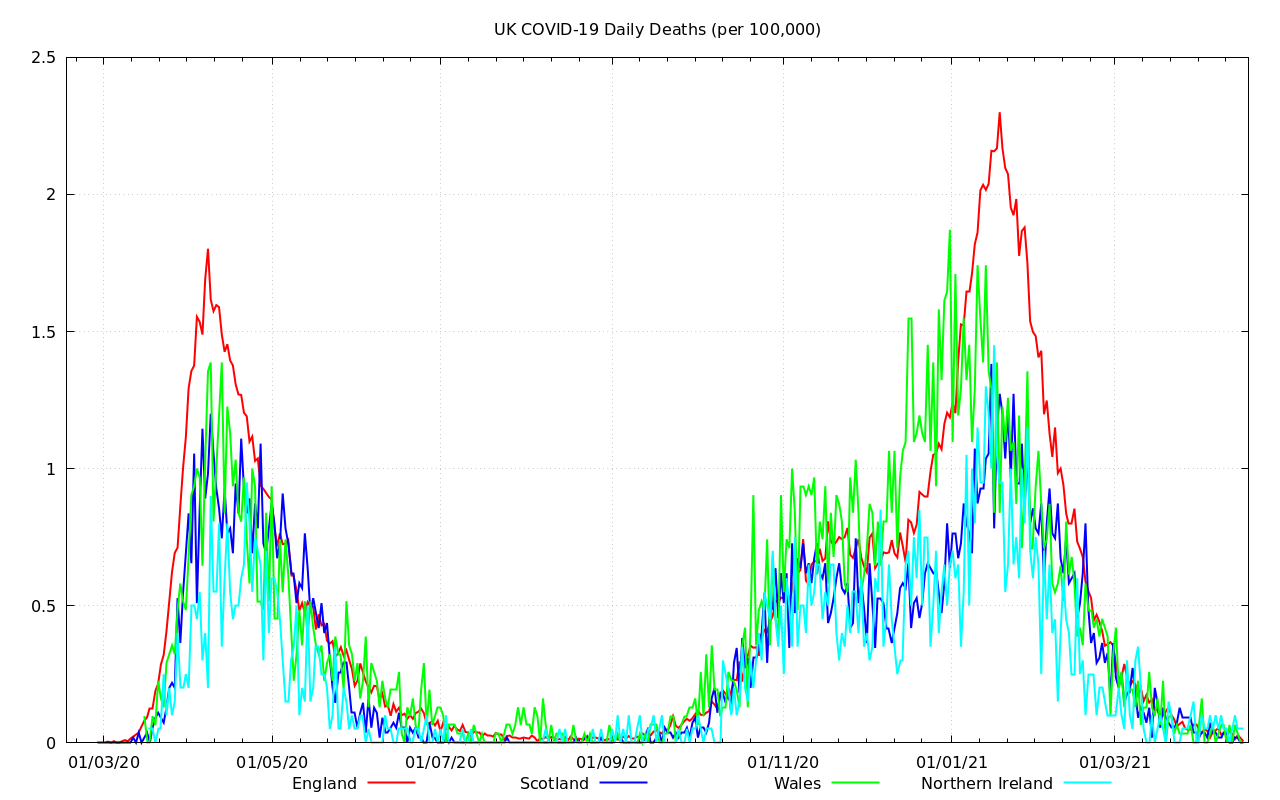 UK COVID-19 Daily Deaths (per 100,000)
2.5
2
1.5
1
0.5
0
01/03/20 01/05/20 01/07/20 01/09/20 01/11/20 01/01/21 01/03/21
England Scotland Wales Northern Ireland